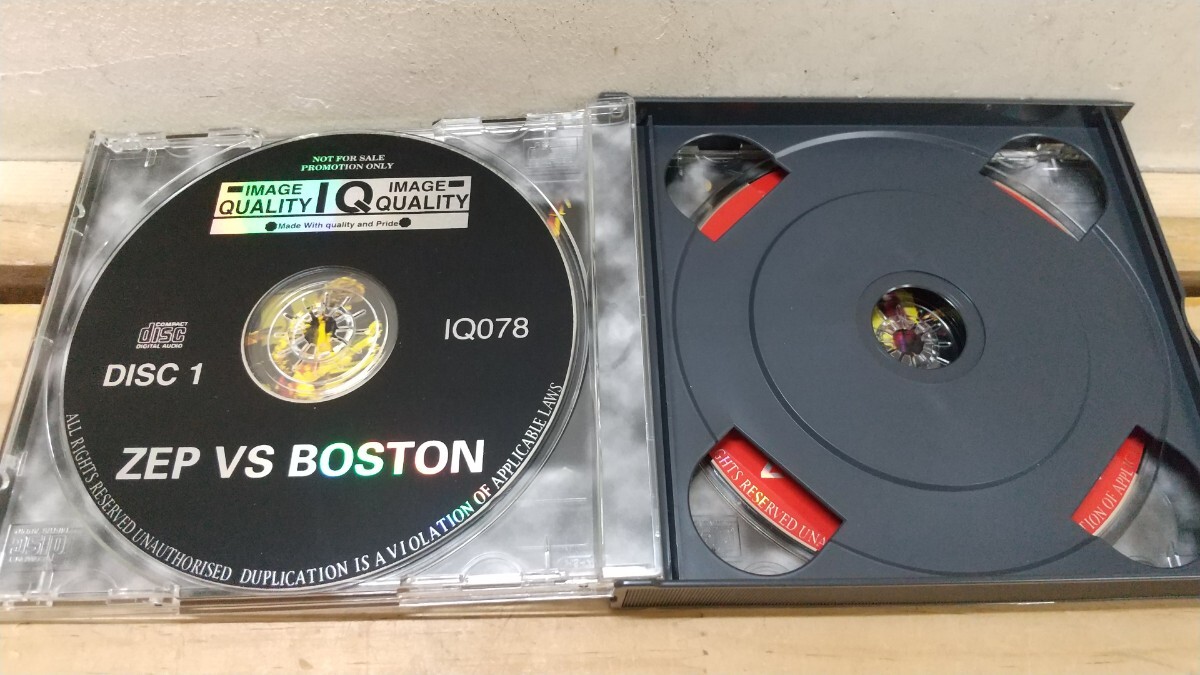 NOT FOR SALE
PROMOTION ONLY
IMAGE QUALITY
IQ
IMAGE QUALITY
Made With quality and Pride
COMPACT
disc
DIGITAL AUDIO
IQ078
DISC 1
ZEP VS BOSTON
ALL RIGHTS RESERVED UNAUTHORISED DUPLICATION IS A VIOLATION OF APPLICABLE LAWS
GHTS RESERVED UNA
TION OF APPL